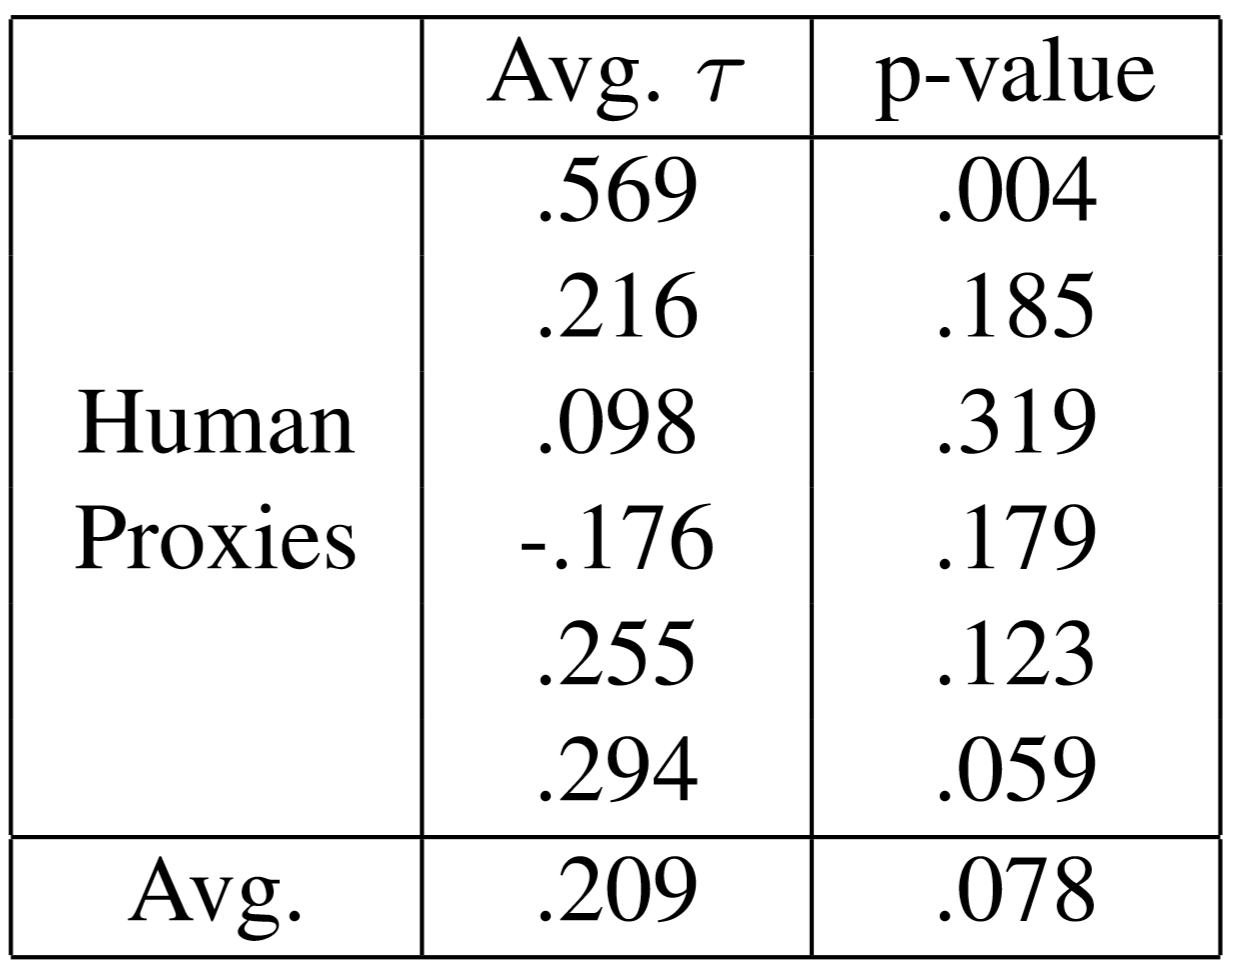 Avg. τ p-value
.569 .004
.216 .185
Human .098 .319
Proxies -.176 .179
.255 .123
.294 .059
Avg. .209 .078